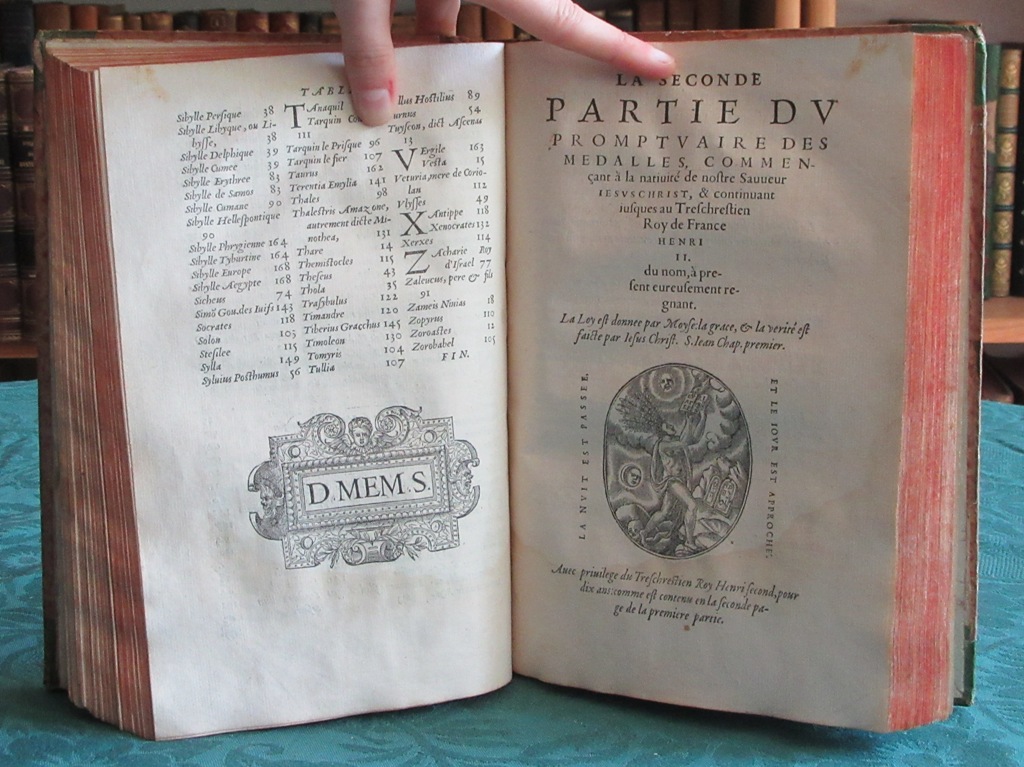 TABL
Sibylle Persique 38
Sibylle Libyque, ou Li-
bysse, 38
Sibylle Delphique 39
Sibylle Cumee 39
Sibylle Erythree 83
Sibylle de Samos 83
Sibylle Cumane 90
Sibylle Hellespontique
90
Sibylle Phrygienne 164
Sibylle Tyburtine 164
Sibylle Europe 168
Sibylle Aegypte 168
Sicheus 74
Simõ Gou.des Iuifs 143
Socrates 118
Solon 105
Stesilee 115
Sylla 149
Syluius Posthumus 56
TAnaquil
Tarquin
111
Tarquin le Prisque 96
Tarquin le fier 107
Taurus 162
Terentia Emylia 141
Thales 98
Thalestris Amazone,
autrement dicte Mi-
nothea, 131
Thare 14
Themistocles 115
Theseus 43
Thola 35
Trasybulus 122
Timandre 120
Tiberius Gracchus 145
Timoleon 130
Tomyris 104
Tullia 107
llus Hostilius 89
urnus 54
Tuyscon, dict Ascenas
13
VErgile 163
Vesta 15
Veturia, mere de Corio-
lan 112
Vlysses 49
XAntippe 118
Xenocrates 132
Xerxes 114
ZAcharie Roy
d'Israel 77
Zaleucus, pere & fils
91
Zameis Ninias 18
Zopyrus 110
Zoroastes 12
Zorobabel 105
FIN.
D. MEM. S.
LA SECONDE
PARTIE DV
PROMPTVAIRE DES
MEDALLES, COMMEN-
çant à la natiuité de nostre Sauueur
IESVSCHRIST, & continuant
iusques au Treschrestien
Roy de France
HENRI
II.
du nom, à pre-
sent eureusement re-
gnant.
La Loy est donnee par Moyse: la grace, & la verité est
faicte par Iesus Christ. S. Iean Chap. premier.
LA NVIT EST PASSEE,
ET LE IOVR EST APPROCHÉ.
Auec priuilege du Treschrestien Roy Henri second, pour
dix ans: comme est contenu en la seconde pa-
ge de la premiere partie.